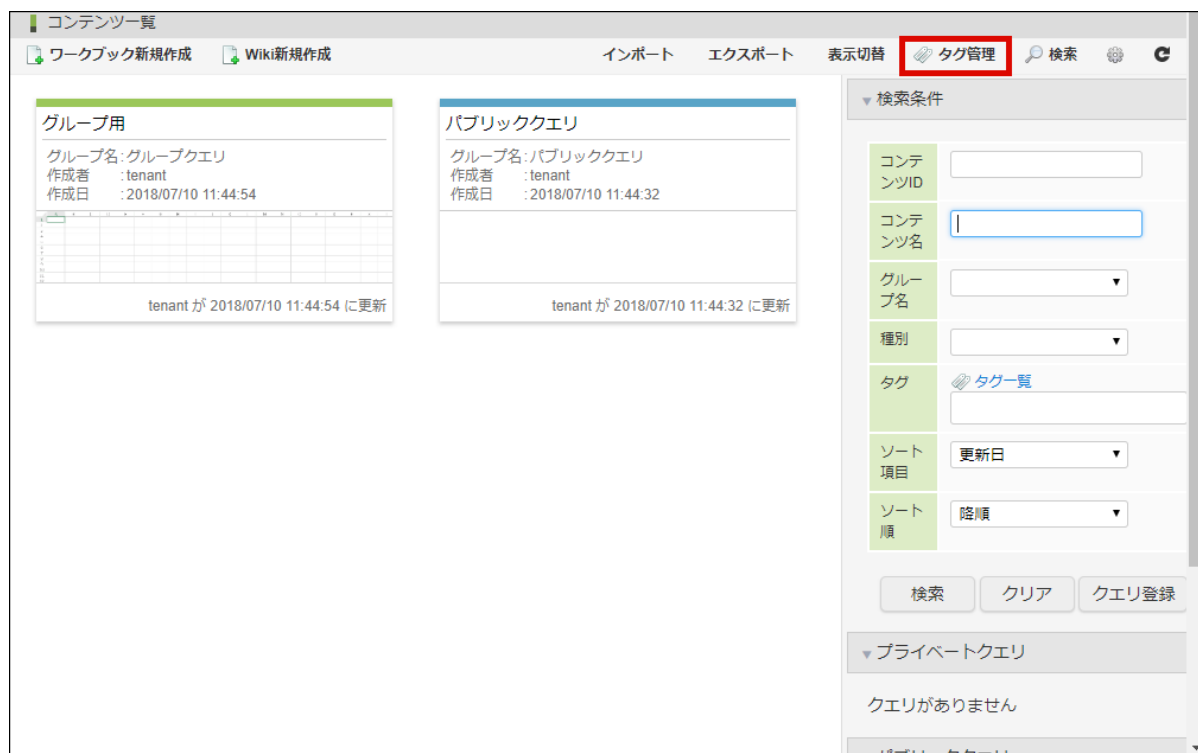 コンテンツ一覧
ワークブック新規作成 Wiki新規作成 インポート エクスポート 表示切替 タグ管理 検索
グループ用
グループ名:グループクエリ
作成者 :tenant
作成日 :2018/07/10 11:44:54
tenant が 2018/07/10 11:44:54 に更新
パブリッククエリ
グループ名:パブリッククエリ
作成者 :tenant
作成日 :2018/07/10 11:44:32
tenant が 2018/07/10 11:44:32 に更新
検索条件
コンテ
ンツID
コンテ
ンツ名
グルー
プ名
種別
タグ タグ一覧
ソート
項目
更新日
ソート
順
降順
検索 クリア クエリ登録
プライベートクエリ
クエリがありません